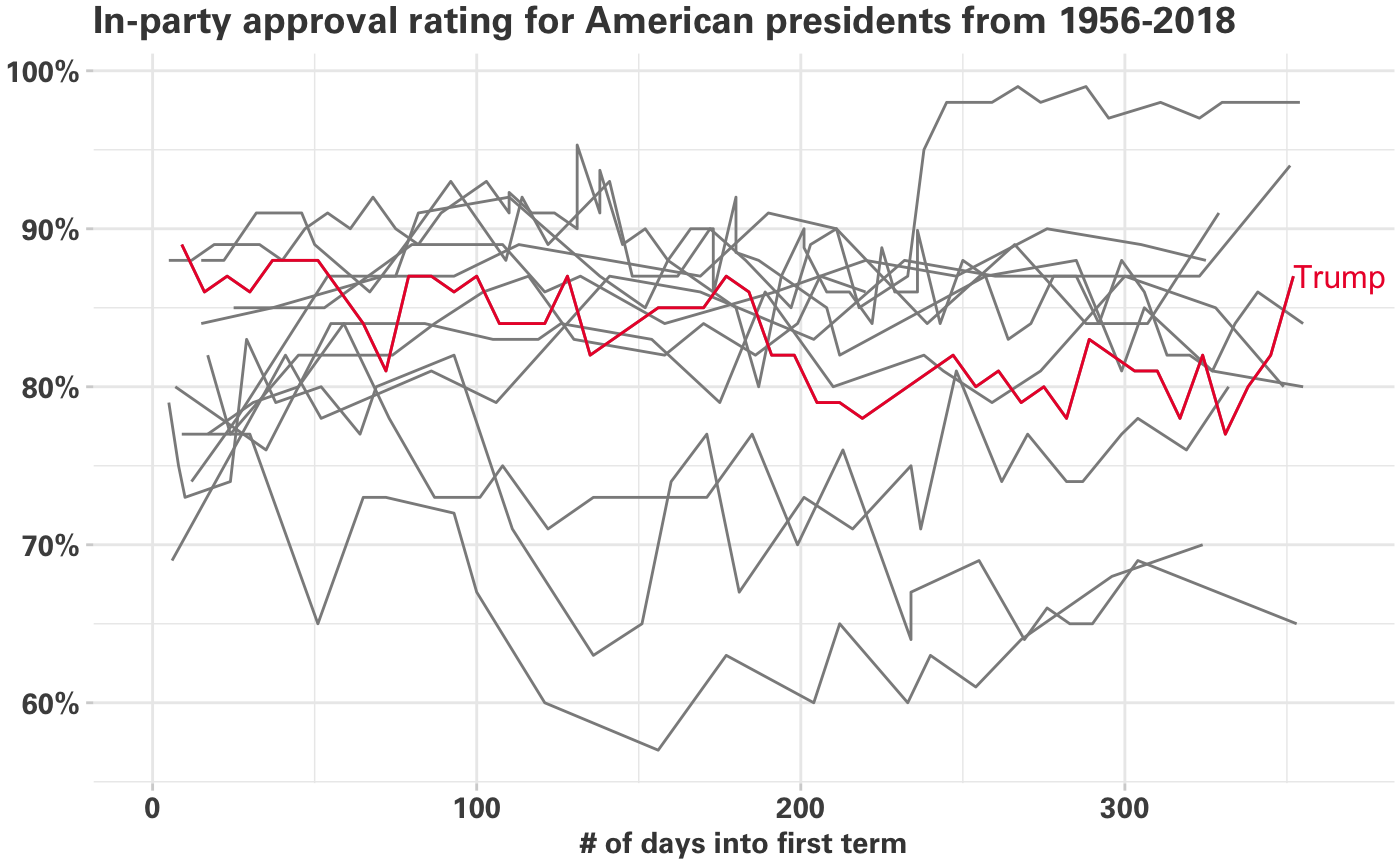 In-party approval rating for American presidents from 1956-2018
100%
90%
Trump
80%
70%
60%
0 100 200 300
# of days into first term